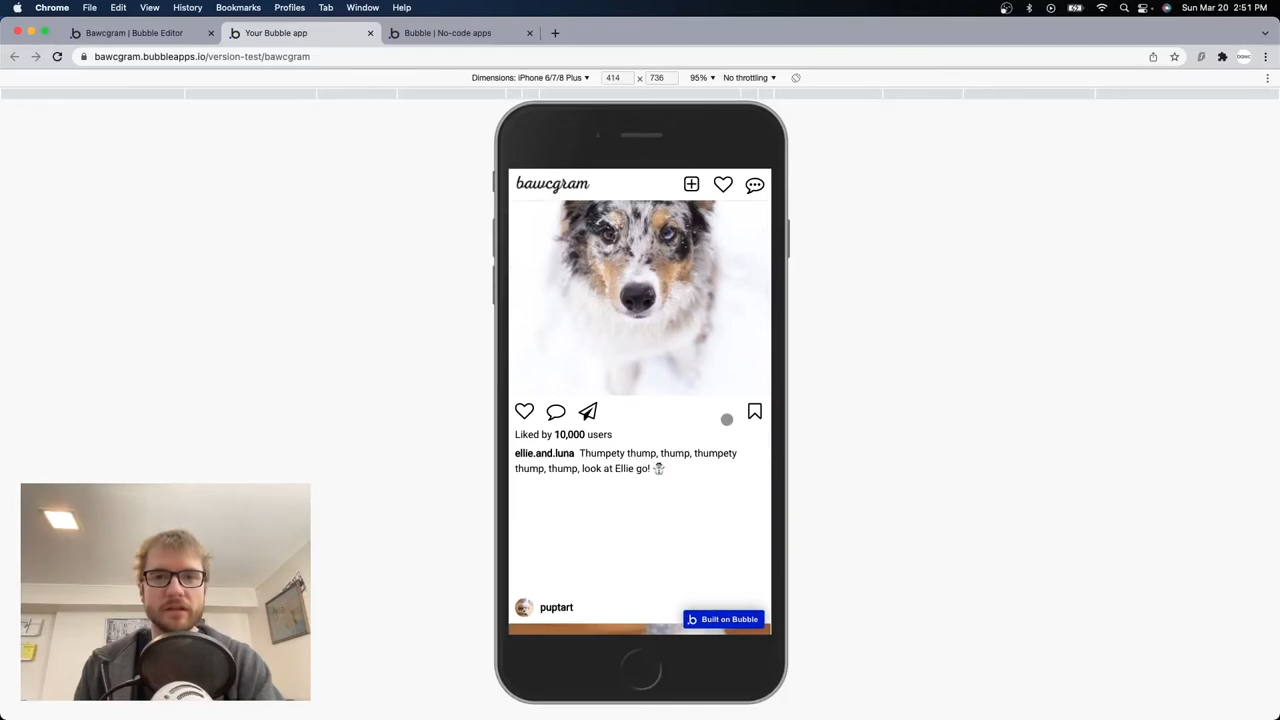 Chrome File Edit View History Bookmarks Profiles Tab Window Help Sun Mar 20 2:51 PM
Bawcgram | Bubble Editor Your Bubble app Bubble | No-code apps
bawcgram.bubbleapps.io/version-test/bawcgram
Dimensions: iPhone 6/7/8 Plus 414 x 736 95% No throttling
bawcgram
Liked by 10,000 users
ellie.and.luna Thumpety thump, thump, thumpety
thump, thump, look at Ellie go! ☃
puptart
Built on Bubble